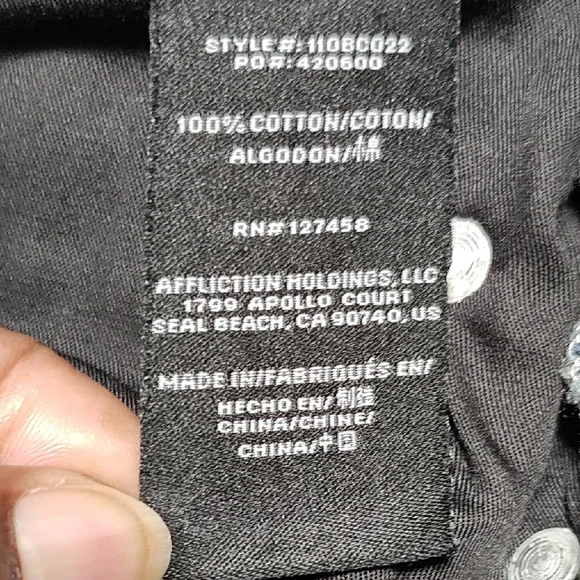 STYLE#:110BC022
PO#:420600
100% COTTON/COTON/
ALGODON/棉
RN#127458
AFFLICTION HOLDINGS, LLC
1799 APOLLO COURT
SEAL BEACH, CA 90740, US
MADE IN/FABRIQUÉS EN/
HECHO EN/制造
CHINA/CHINE/
CHINA/中国